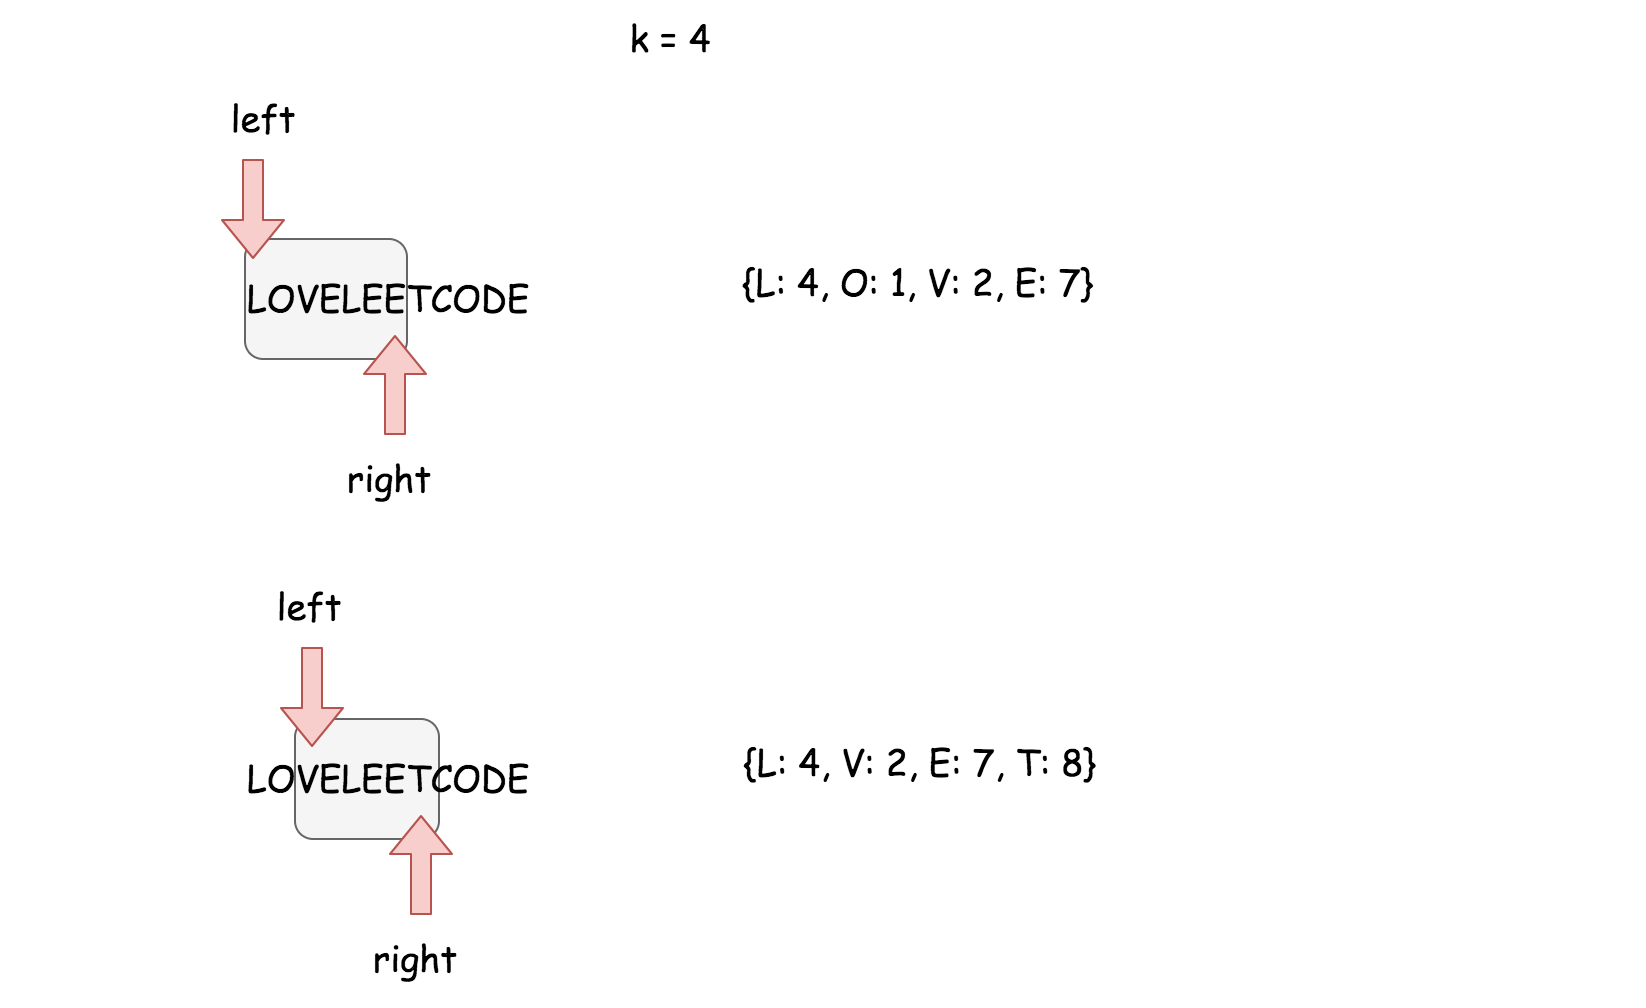 k = 4
left
LOVELEETCODE
{L: 4, O: 1, V: 2, E: 7}
right
left
LOVELEETCODE
{L: 4, V: 2, E: 7, T: 8}
right